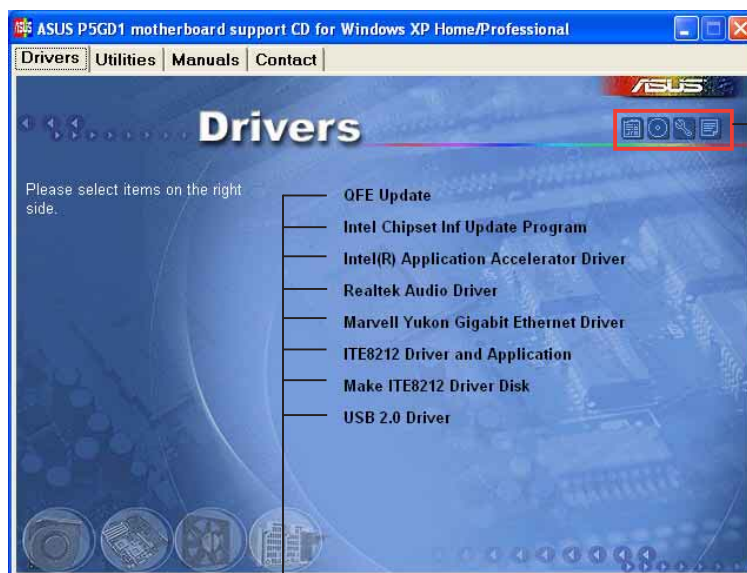 ASUS P5GD1 motherboard support CD for Windows XP Home/Professional
Drivers Utilities Manuals Contact
ASUS
Drivers
Please select items on the right
side.
QFE Update
Intel Chipset Inf Update Program
Intel(R) Application Accelerator Driver
Realtek Audio Driver
Marvell Yukon Gigabit Ethernet Driver
ITE8212 Driver and Application
Make ITE8212 Driver Disk
USB 2.0 Driver